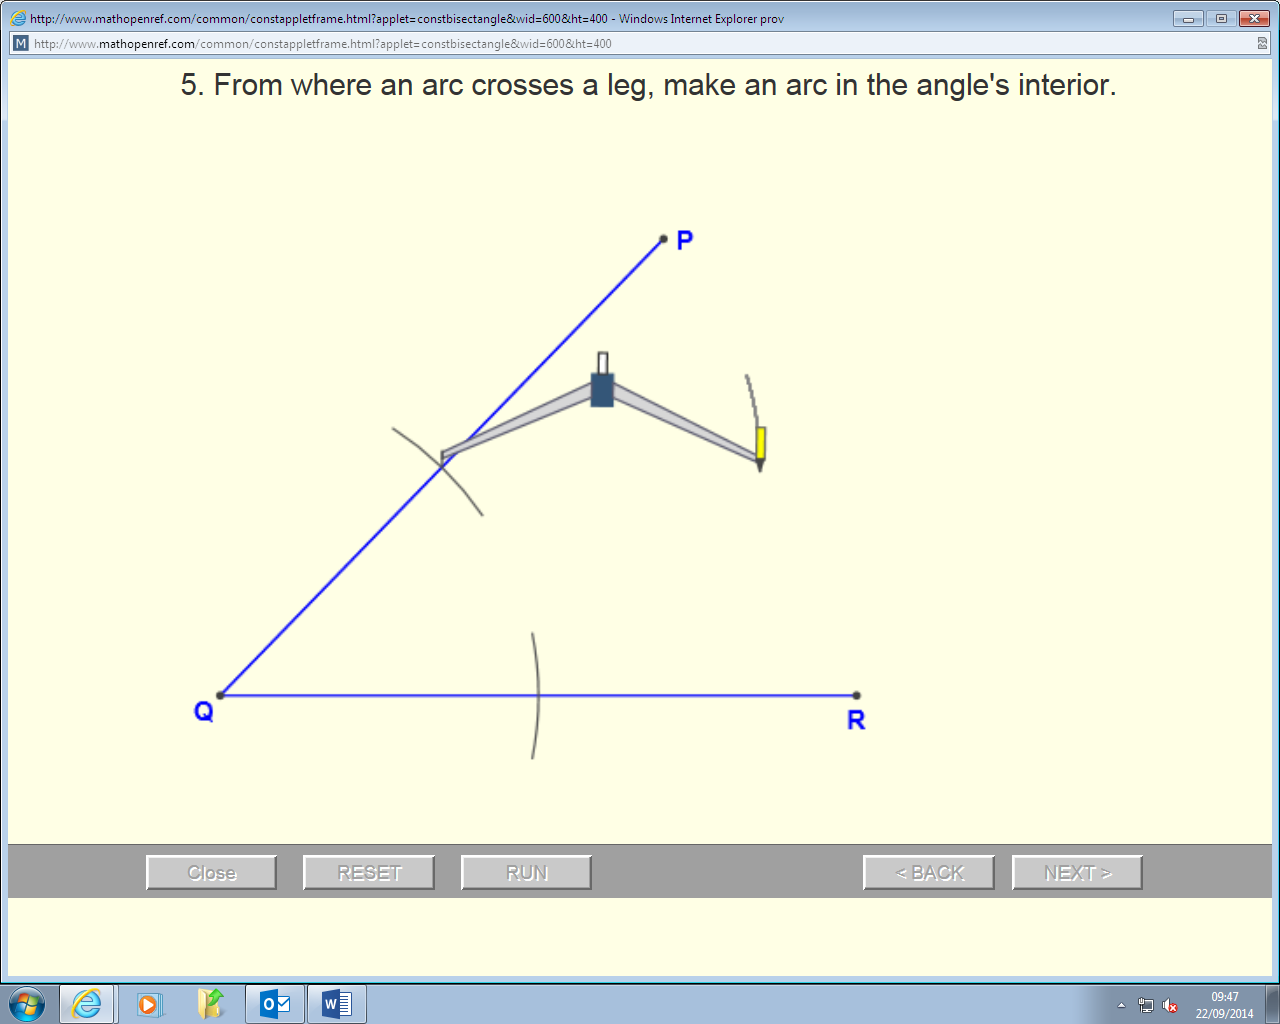 http://www.mathopenref.com/common/constappletframe.html?applet=constbisectangle&wid=600&ht=400 - Windows Internet Explorer prov
M http://www.mathopenref.com/common/constappletframe.html?applet=constbisectangle&wid=600&ht=400
5. From where an arc crosses a leg, make an arc in the angle's interior.
P
Q
R
Close RESET RUN < BACK NEXT >
09:47
22/09/2014